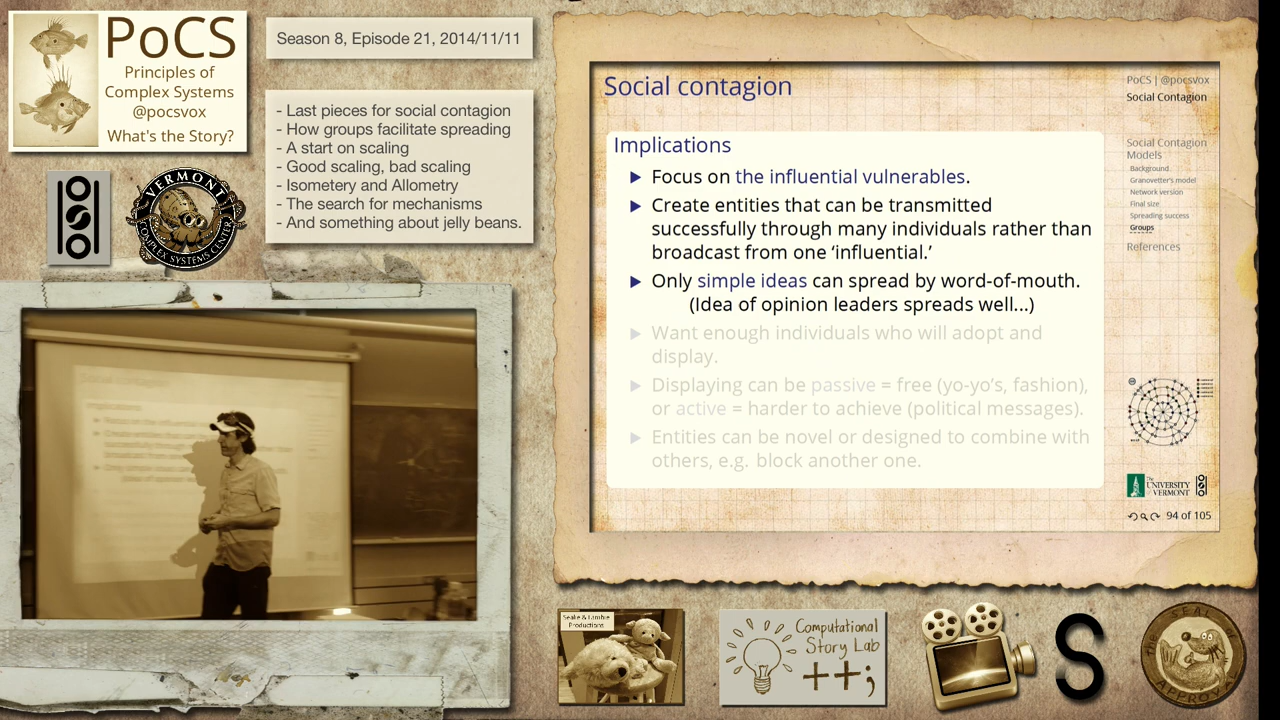 PoCS
Principles of
Complex Systems
@pocsvox
What's the Story?
Season 8, Episode 21, 2014/11/11
- Last pieces for social contagion
- How groups facilitate spreading
- A start on scaling
- Good scaling, bad scaling
- Isometery and Allometry
- The search for mechanisms
- And something about jelly beans.
VERMONT
COMPLEX SYSTEMS CENTER
Social contagion
Implications
Focus on the influential vulnerables.
Create entities that can be transmitted
successfully through many individuals rather than
broadcast from one ‘influential.’
Only simple ideas can spread by word-of-mouth.
(Idea of opinion leaders spreads well...)
Want enough individuals who will adopt and
display.
Displaying can be passive = free (yo-yo’s, fashion),
or active = harder to achieve (political messages).
Entities can be novel or designed to combine with
others, e.g. block another one.
PoCS | @pocsvox
Social Contagion
Social Contagion
Models
Background
Granovetter's model
Network version
Final size
Spreading success
Groups
References
The
UNIVERSITY
of VERMONT
94 of 105
Seake & Lambie
Productions
Computational
Story Lab
++;
S
THE SEAL OF
APPROVAL